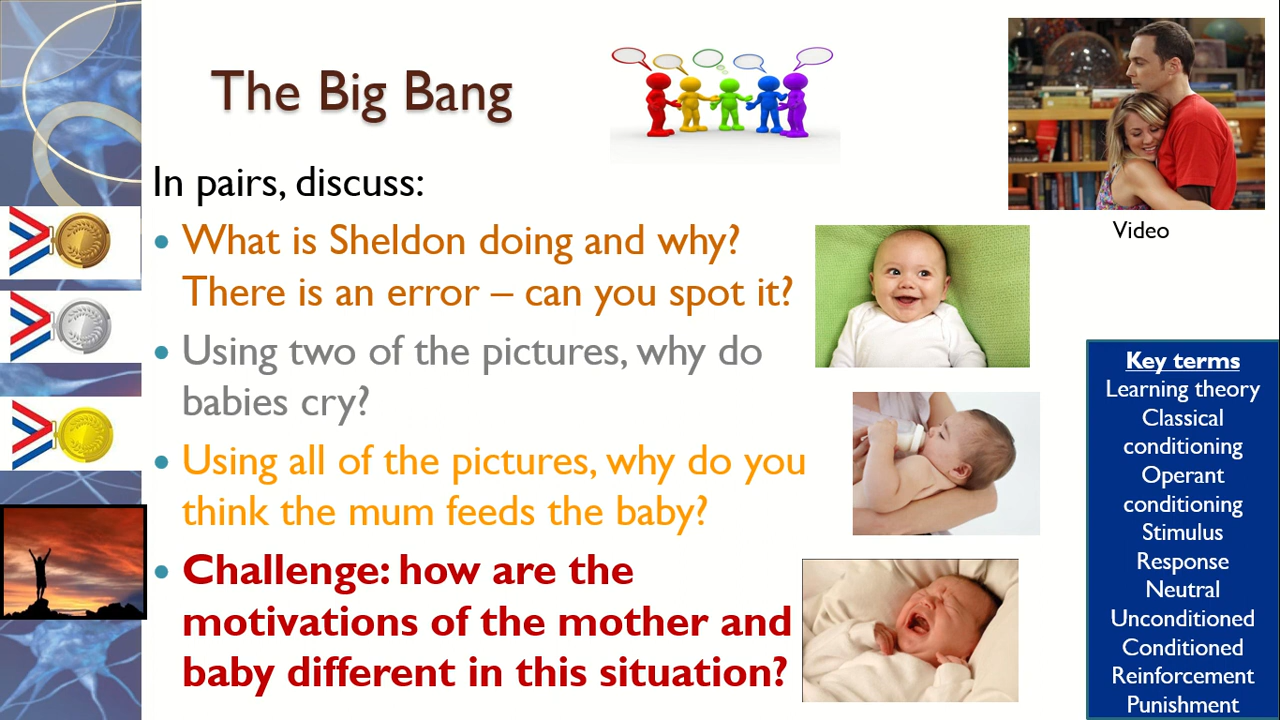 The Big Bang
In pairs, discuss:
• What is Sheldon doing and why?
There is an error – can you spot it?
• Using two of the pictures, why do
babies cry?
• Using all of the pictures, why do you
think the mum feeds the baby?
• Challenge: how are the
motivations of the mother and
baby different in this situation?
Video
Key terms
Learning theory
Classical
conditioning
Operant
conditioning
Stimulus
Response
Neutral
Unconditioned
Conditioned
Reinforcement
Punishment